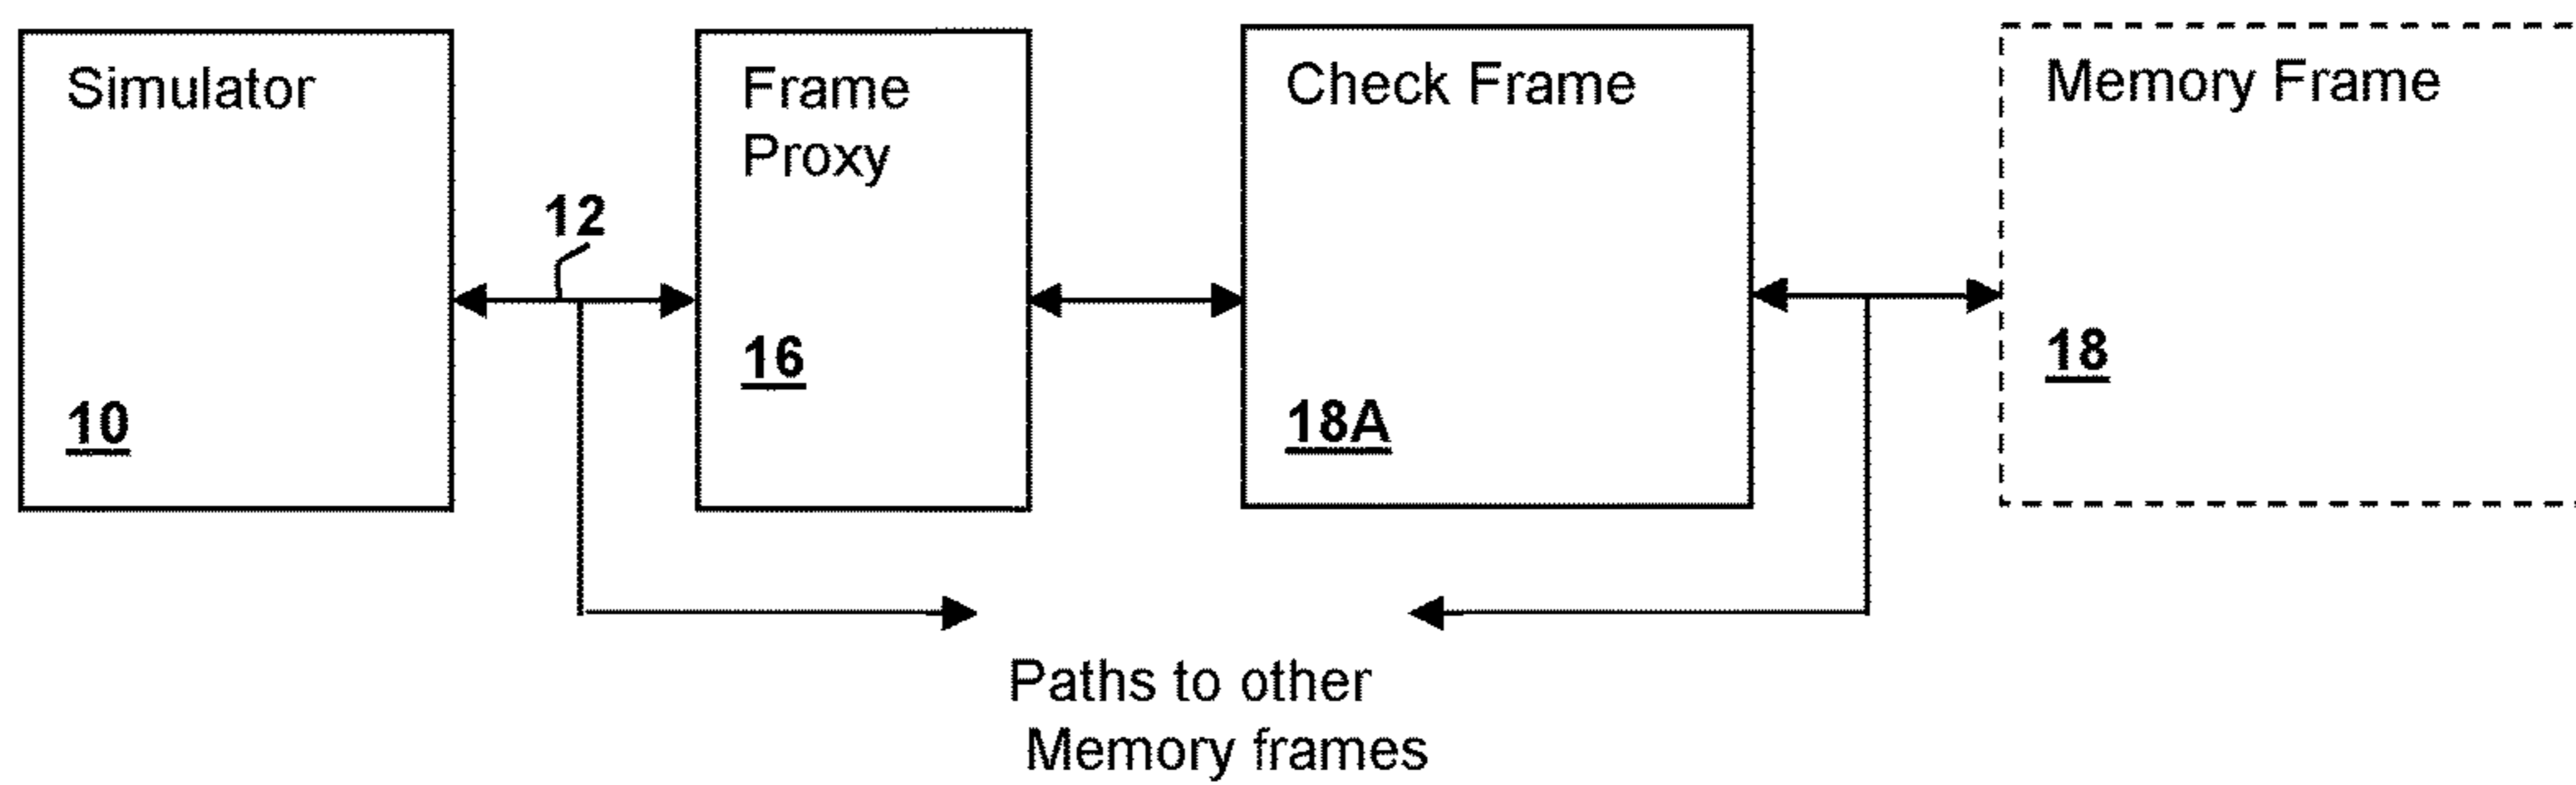 Simulator
10
12
Frame
Proxy
16
Check Frame
18A
Memory Frame
18
Paths to other
Memory frames